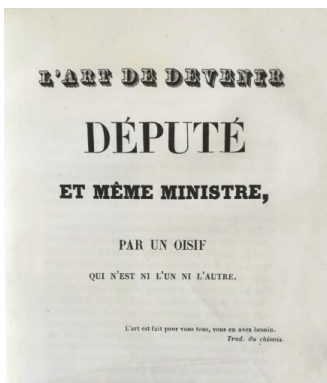 L'ART DE DEVENIR
DÉPUTÉ
ET MÊME MINISTRE,
PAR UN OISIF
QUI N'EST NI L'UN NI L'AUTRE.
L'art est fait pour vous tous, vous en avez besoin.
Trad. du chinois.